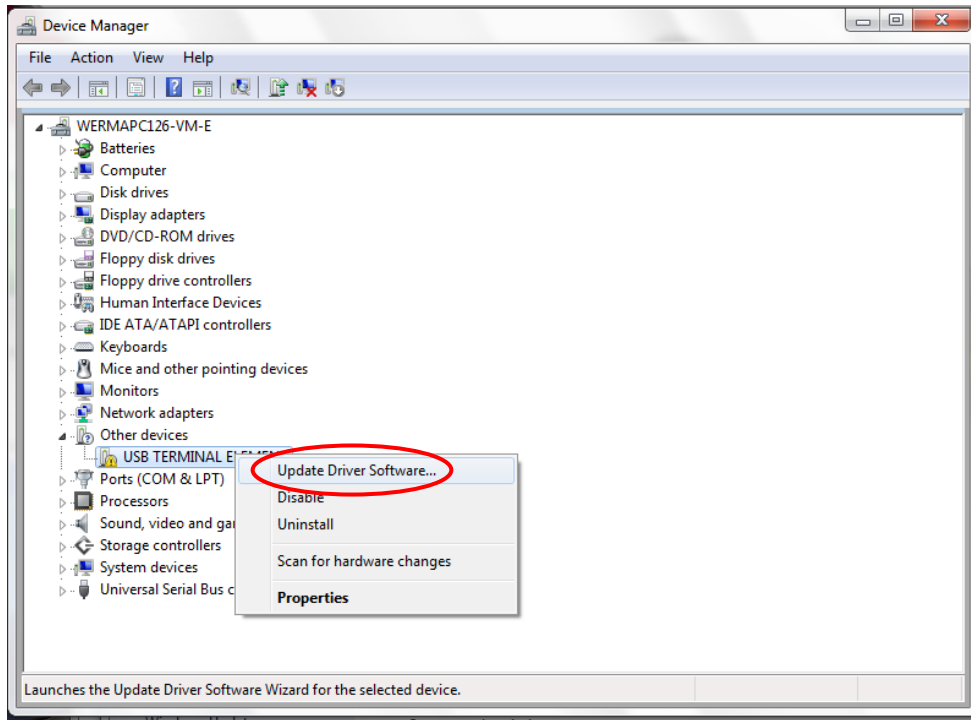 Device Manager
File Action View Help
WERMAPC126-VM-E
Batteries
Computer
Disk drives
Display adapters
DVD/CD-ROM drives
Floppy disk drives
Floppy drive controllers
Human Interface Devices
IDE ATA/ATAPI controllers
Keyboards
Mice and other pointing devices
Monitors
Network adapters
Other devices
USB TERMINAL
Ports (COM & LPT)
Processors
Sound, video and
Storage controllers
System devices
Universal Serial Bus
Update Driver Software...
Disable
Uninstall
Scan for hardware changes
Properties
Launches the Update Driver Software Wizard for the selected device.